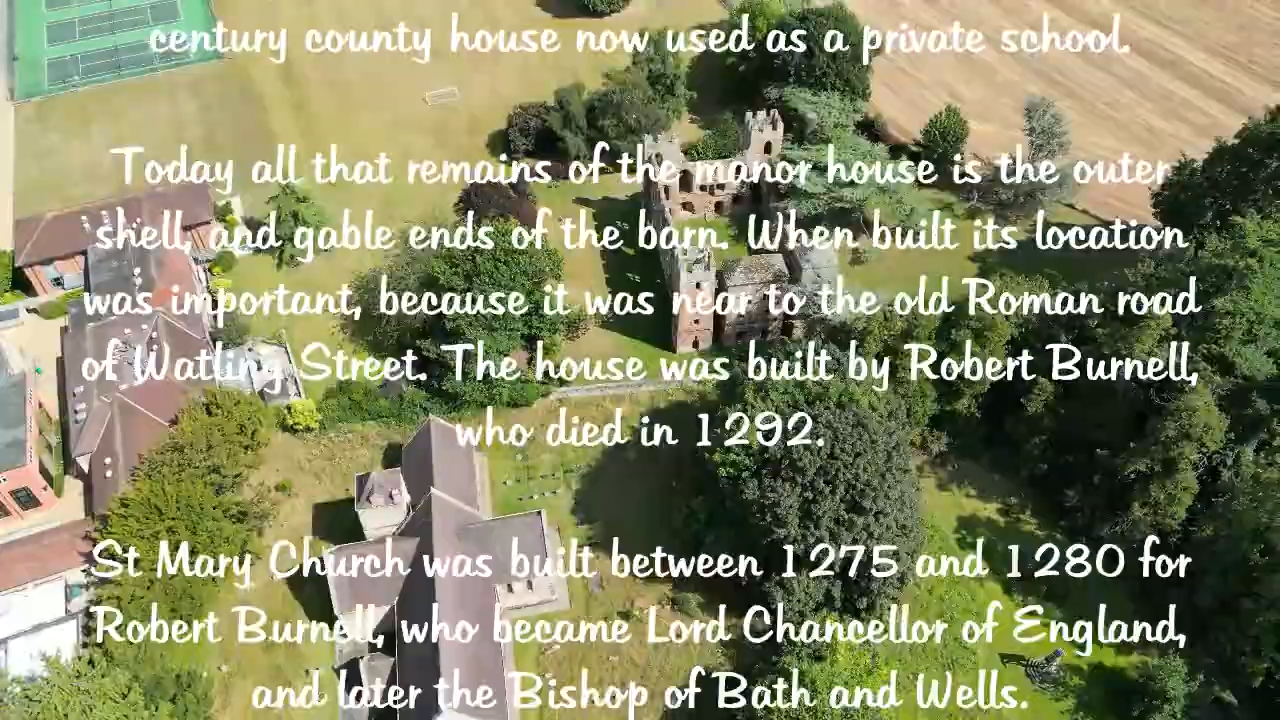 century county house now used as a private school.
Today all that remains of the manor house is the outer
shell, and gable ends of the barn. When built its location
was important, because it was near to the old Roman road
of Watling Street. The house was built by Robert Burnell,
who died in 1292.
St Mary Church was built between 1275 and 1280 for
Robert Burnell, who became Lord Chancellor of England,
and later the Bishop of Bath and Wells.